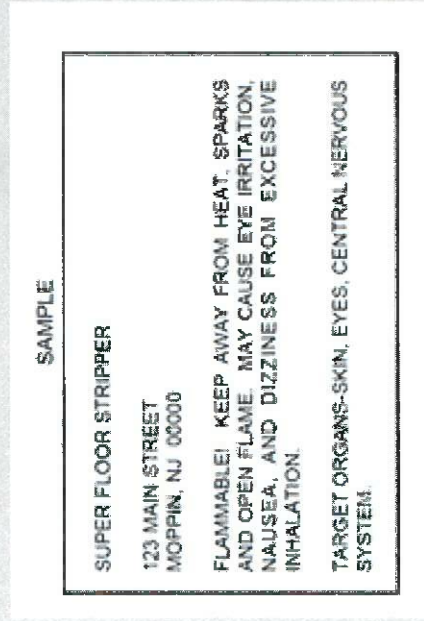 SAMPLE
SUPER FLOOR STRIPPER
123 MAIN STREET
MOPPIN, NJ 00000
FLAMMABLE! KEEP AWAY FROM HEAT, SPARKS
AND OPEN FLAME. MAY CAUSE EYE IRRITATION,
NAUSEA, AND DIZZINESS FROM EXCESSIVE
INHALATION.
TARGET ORGANS-SKIN, EYES, CENTRAL NERVOUS
SYSTEM.